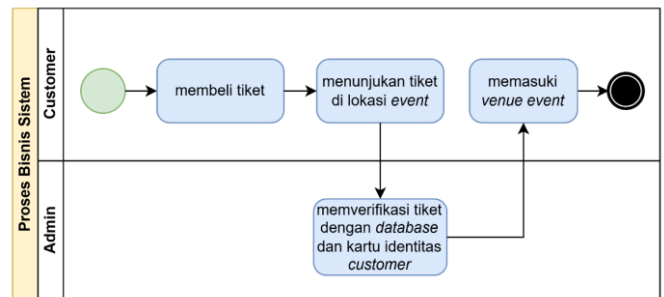 Proses Bisnis Sistem
Customer
membeli tiket
menunjukan tiket
di lokasi event
memasuki
venue event
Admin
memverifikasi tiket
dengan database
dan kartu identitas
customer